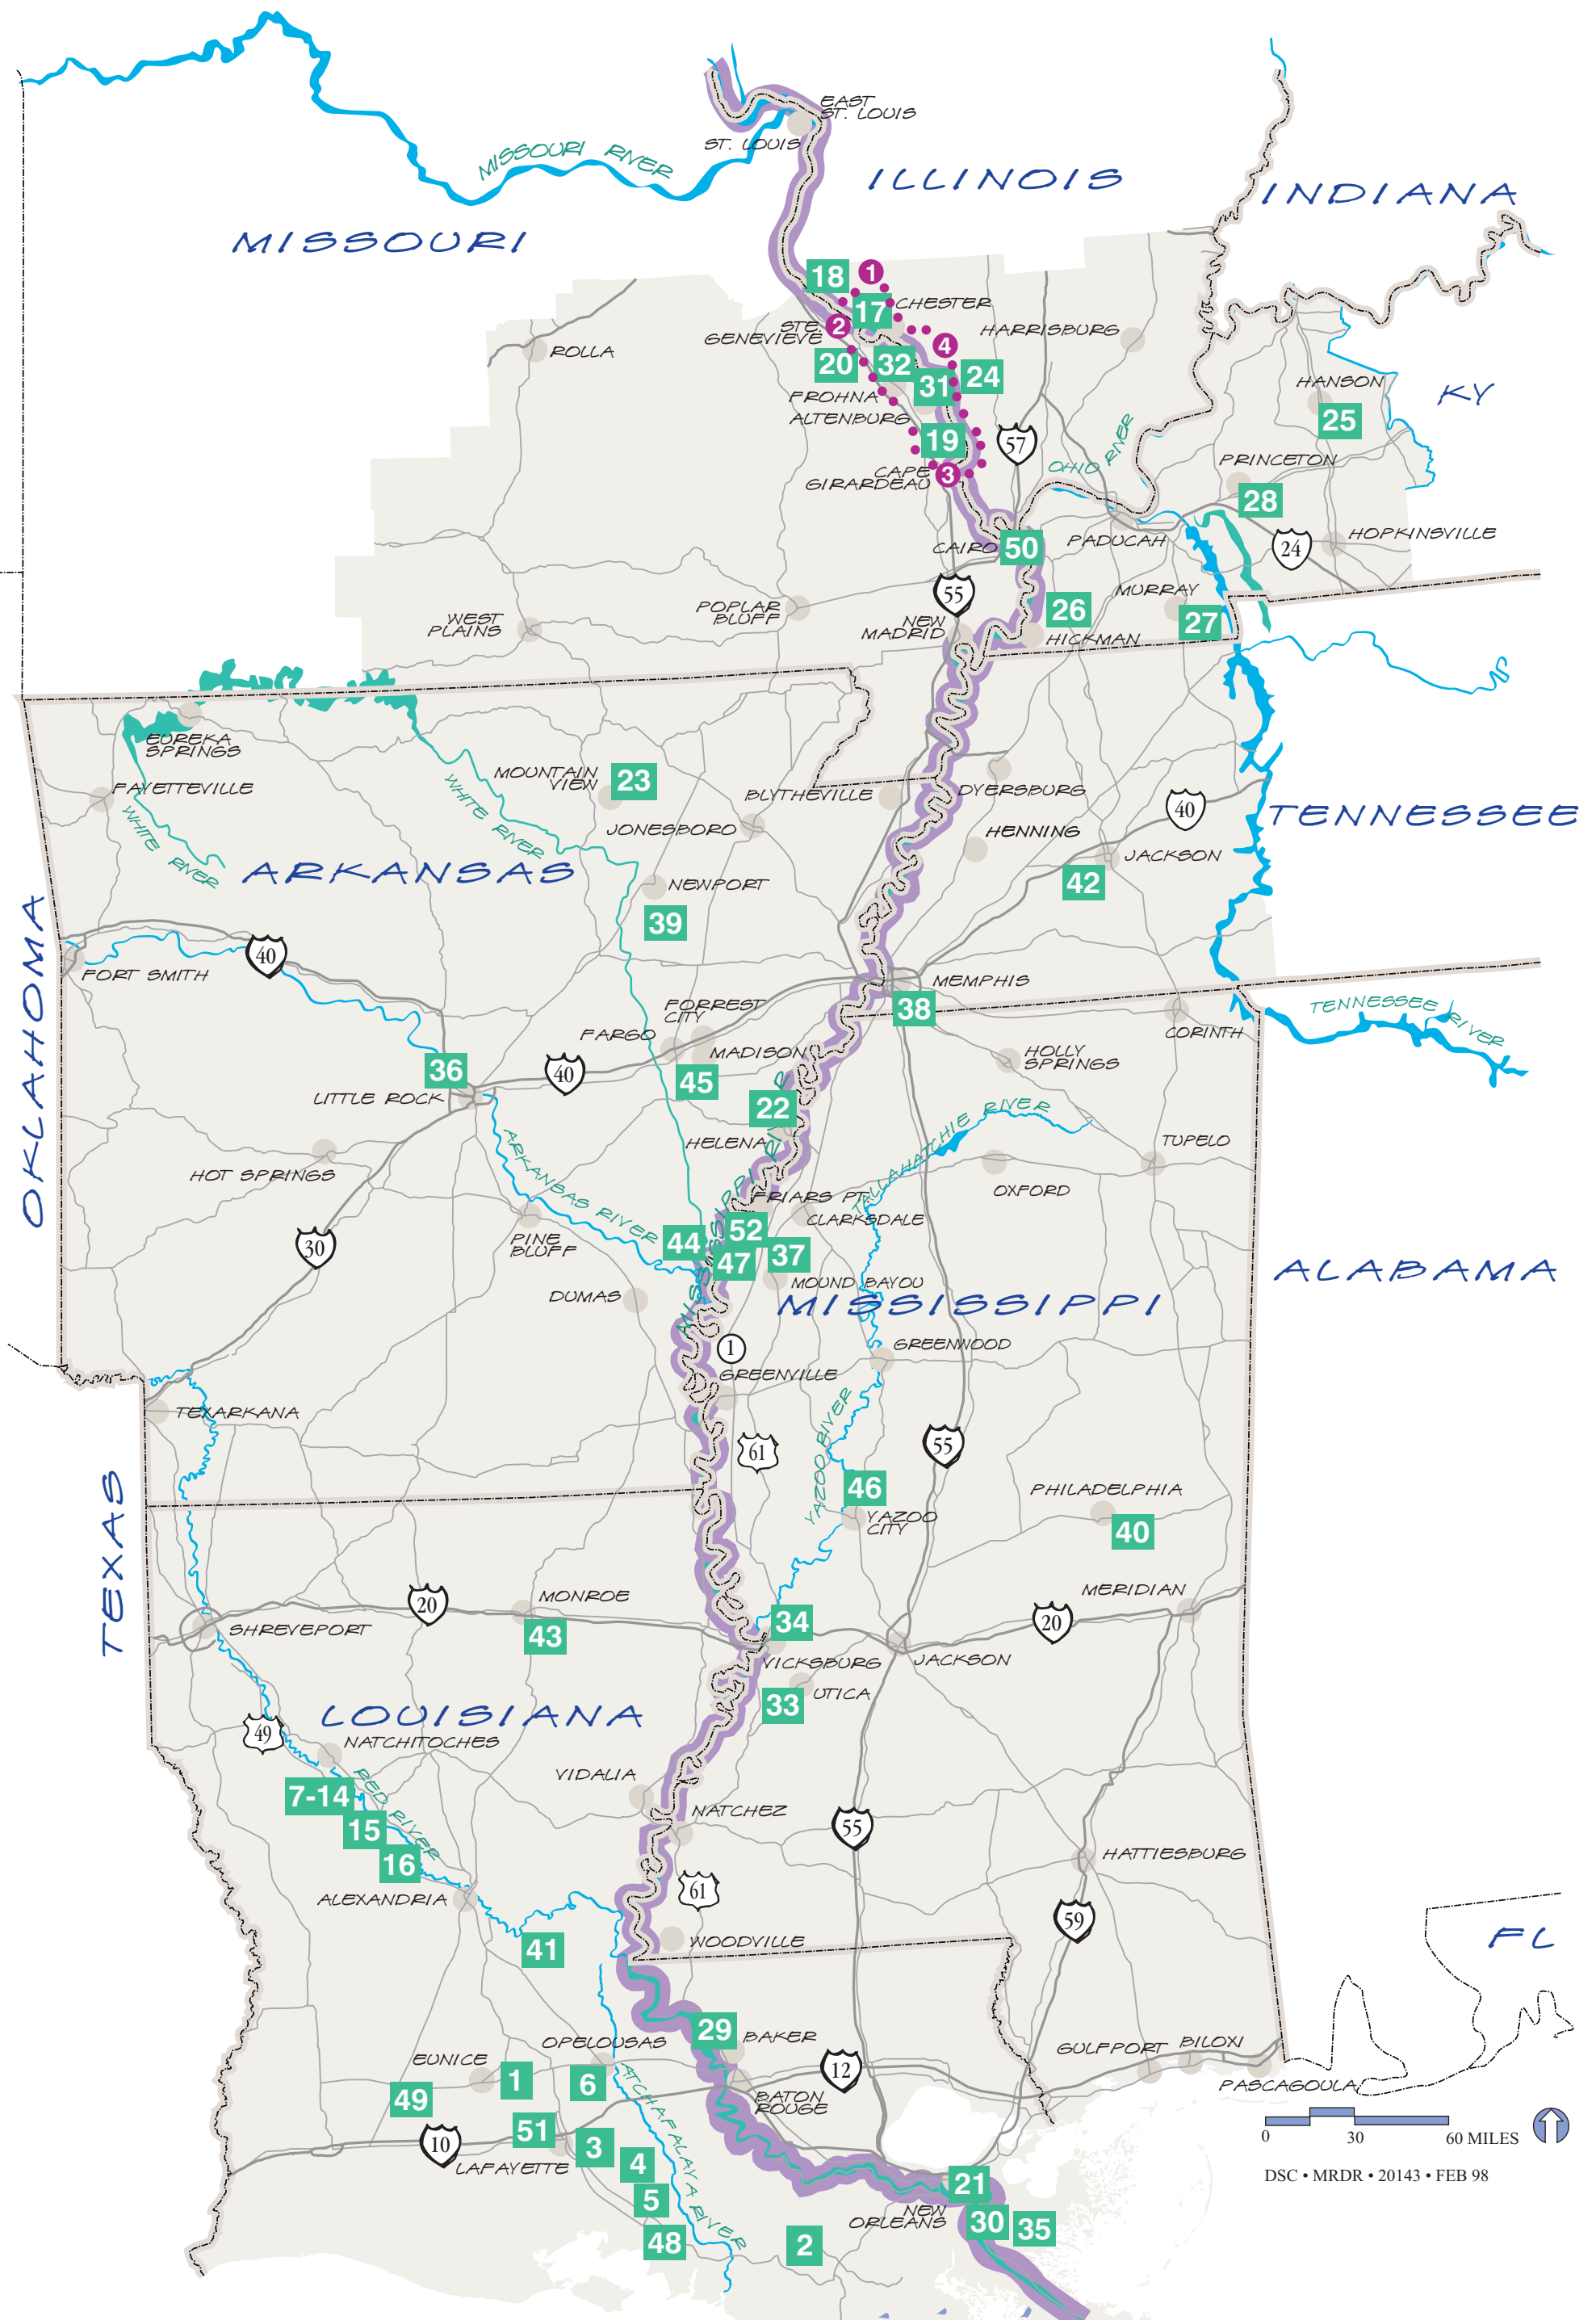 EAST
ST. LOUIS
ST. LOUIS
MISSOURI RIVER
ILLINOIS
INDIANA
MISSOURI
18
1
17
CHESTER
STE
GENEVIEVE
2
HARRISBURG
4
ROLLA
20
32
24
31
HANSON
KY
FROHNA
ALTENBURG
25
19
57
OHIO RIVER
PRINCETON
CAPE
GIRARDEAU
3
28
CAIRO
50
PADUCAH
24
HOPKINSVILLE
55
MURRAY
26
27
WEST
PLAINS
POPLAR
BLUFF
NEW
MADRID
HICKMAN
EUREKA
SPRINGS
FAYETTEVILLE
WHITE RIVER
WHITE RIVER
MOUNTAIN
VIEW
23
BLYTHEVILLE
DYERSBURG
40
TENNESSEE
JONESBORO
HENNING
JACKSON
ARKANSAS
NEWPORT
42
39
OKLAHOMA
40
FORT SMITH
MEMPHIS
38
TENNESSEE RIVER
FORREST
CITY
FARGO
MADISON
CORINTH
HOLLY
SPRINGS
36
40
45
22
LITTLE ROCK
HELENA
TALLAHATCHIE RIVER
TUPELO
HOT SPRINGS
ARKANSAS RIVER
MISSISSIPPI RIVER
OXFORD
FRIARS PT.
CLARKSDALE
30
PINE
BLUFF
44
52
47
37
MOUND BAYOU
ALABAMA
DUMAS
MISSISSIPPI
1
GREENWOOD
GREENVILLE
TEXARKANA
YAZOO RIVER
61
55
TEXAS
46
YAZOO
CITY
PHILADELPHIA
40
20
MONROE
MERIDIAN
43
34
20
SHREVEPORT
VICKSBURG
JACKSON
33
UTICA
LOUISIANA
49
NATCHITOCHES
VIDALIA
7-14
RED RIVER
15
NATCHEZ
55
16
HATTIESBURG
ALEXANDRIA
61
59
41
WOODVILLE
FL
29
BAKER
OPELOUSAS
EUNICE
1
6
12
GULFPORT
BILOXI
49
ATCHAFALAYA RIVER
BATON
ROUGE
PASCAGOULA
51
10
3
LAFAYETTE
4
0 30 60 MILES
5
21
DSC • MRDR • 20143 • FEB 98
NEW
ORLEANS
30
35
48
2